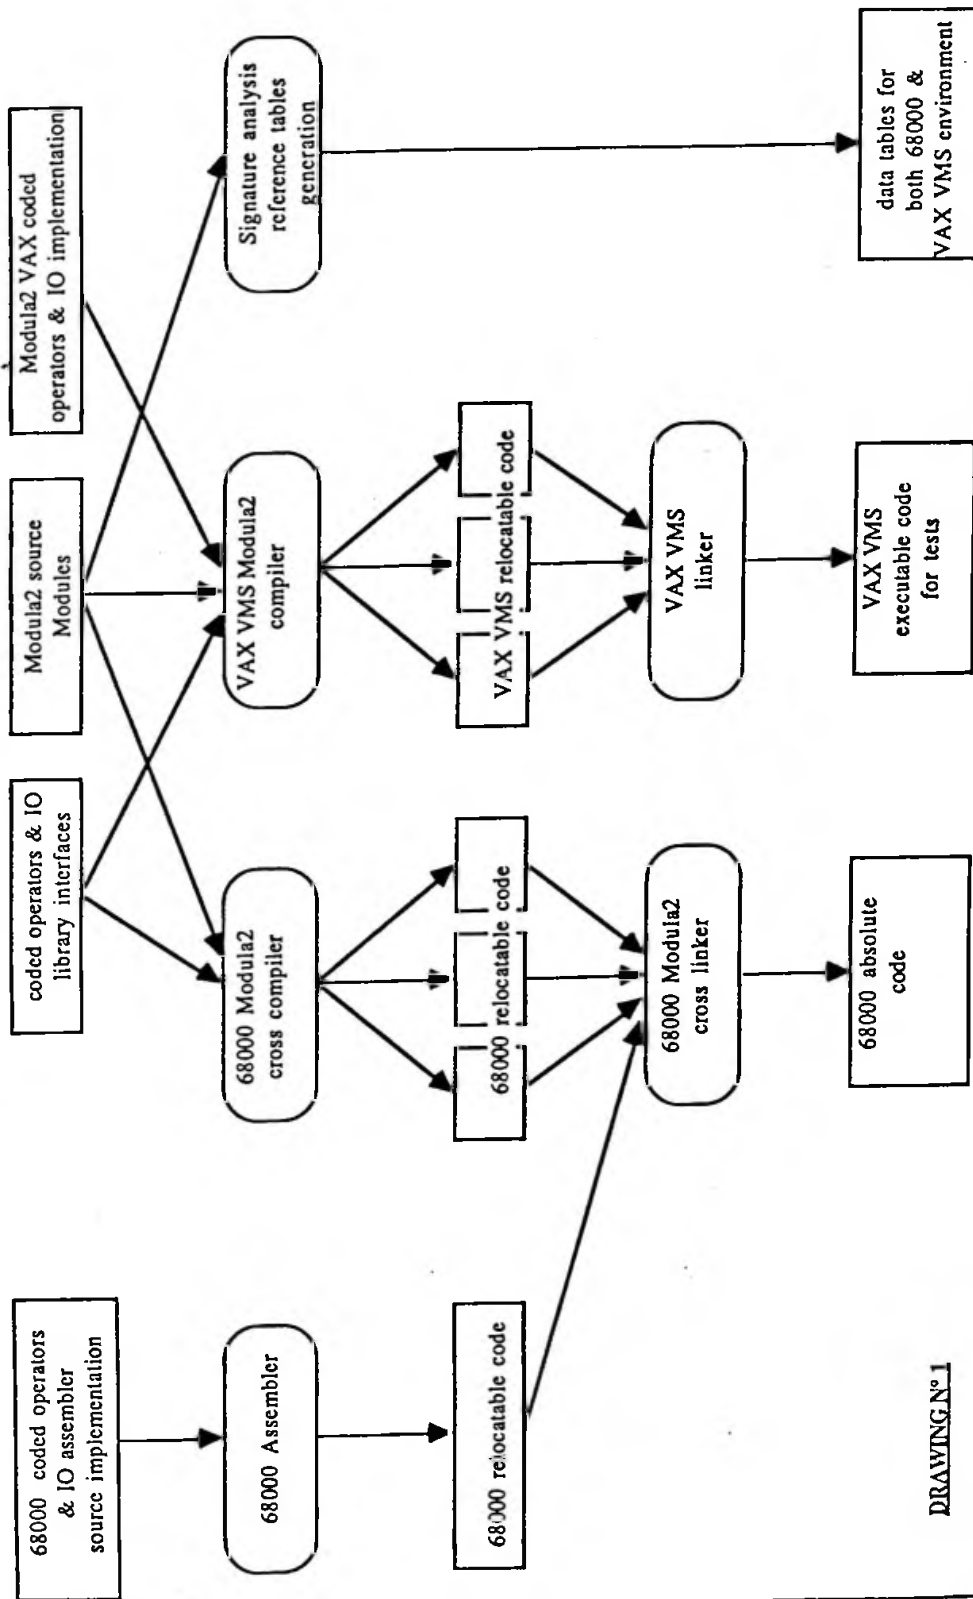 68000 coded operators
& IO assembler
source implementation
coded operators & IO
library interfaces
Modula2 source
Modules
Modula2 VAX coded
operators & IO implementation
68000 Assembler
68000 Modula2
cross compiler
VAX VMS Modula2
compiler
Signature analysis
reference tables
generation
68000 relocatable code
68000 relocatable code
VAX VMS relocatable code
68000 Modula2
cross linker
VAX VMS
linker
68000 absolute
code
VAX VMS
executable code
for tests
data tables for
both 68000 &
VAX VMS environment
DRAWING N° 1